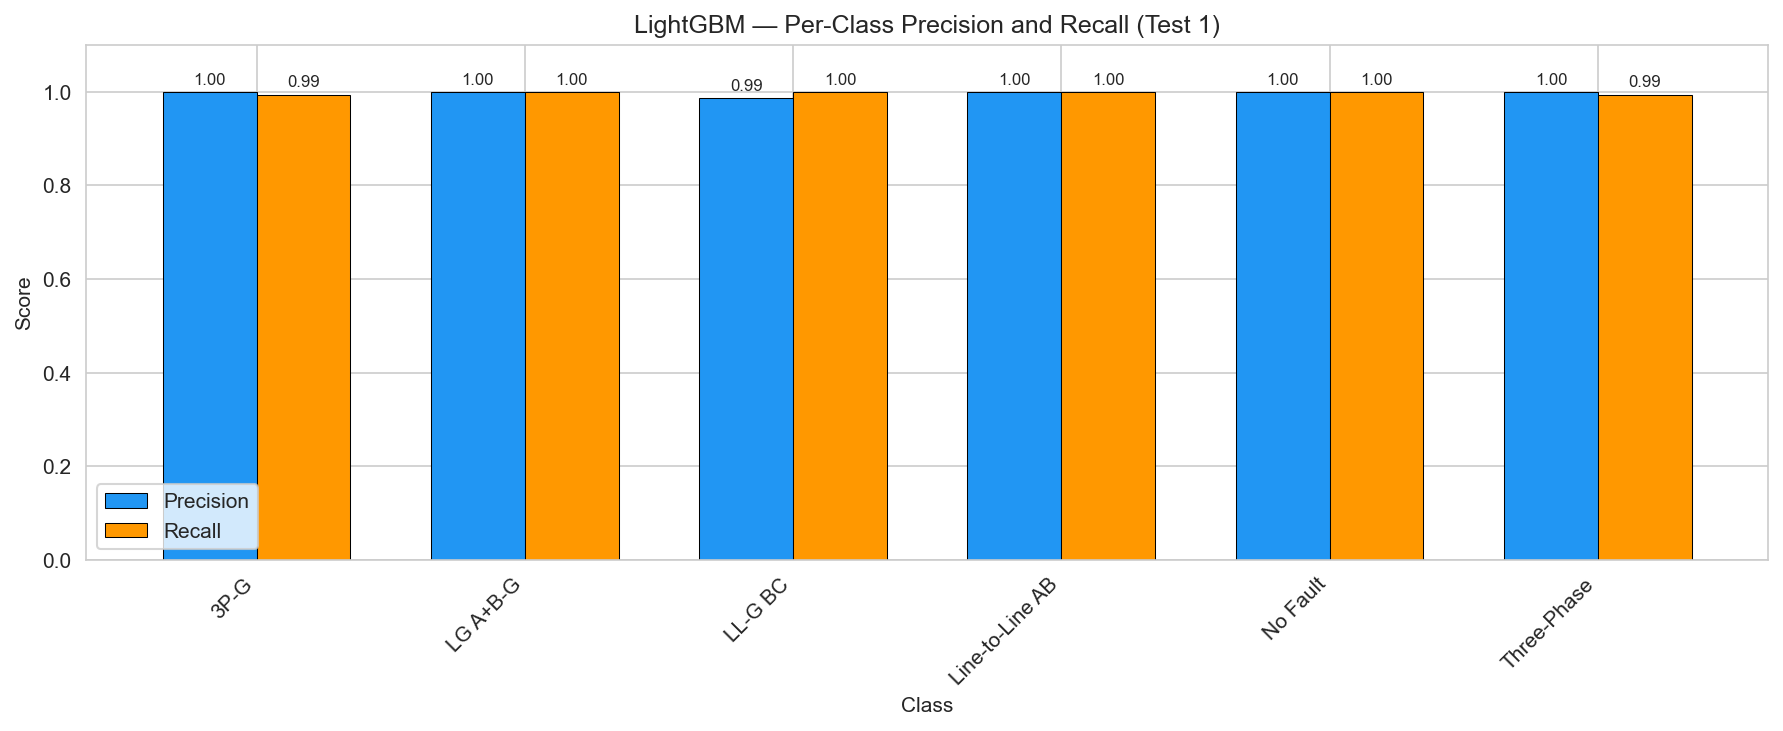 LightGBM — Per-Class Precision and Recall (Test 1)
1.00 0.99 1.00 1.00 0.99 1.00 1.00 1.00 1.00 1.00 1.00 0.99
1.0
0.8
0.6
0.4
0.2
0.0
Score
Precision
Recall
3P-G
LG A+B-G
LL-G BC
Line-to-Line AB
No Fault
Three-Phase
Class